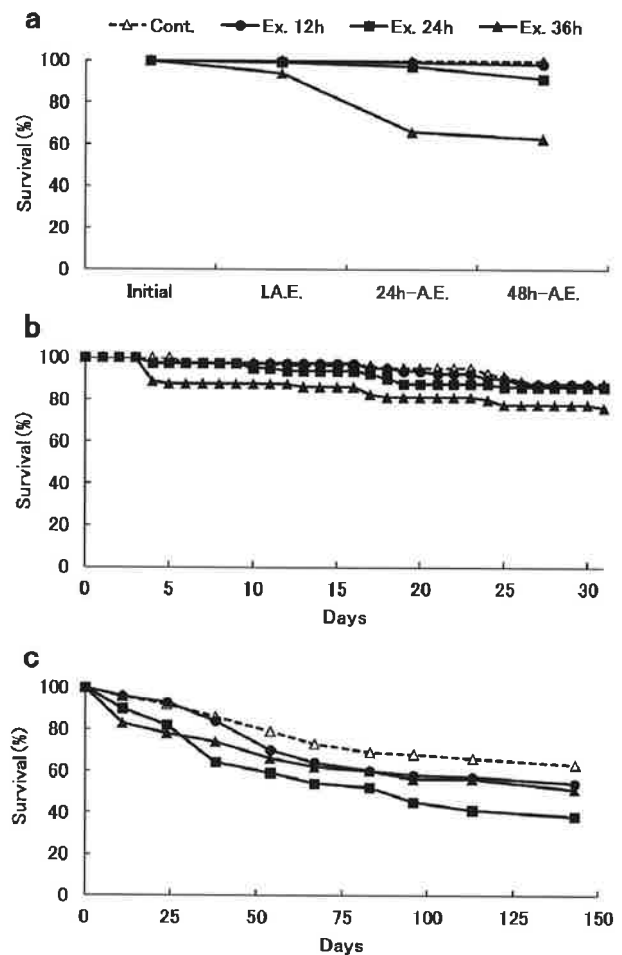 a
Cont. Ex. 12h Ex. 24h Ex. 36h
100
80
60
40
20
0
Survival (%)
Initial I.A.E. 24h-A.E. 48h-A.E.
b
100
80
60
40
20
0
Survival (%)
0 5 10 15 20 25 30
Days
c
100
80
60
40
20
0
Survival (%)
0 25 50 75 100 125 150
Days